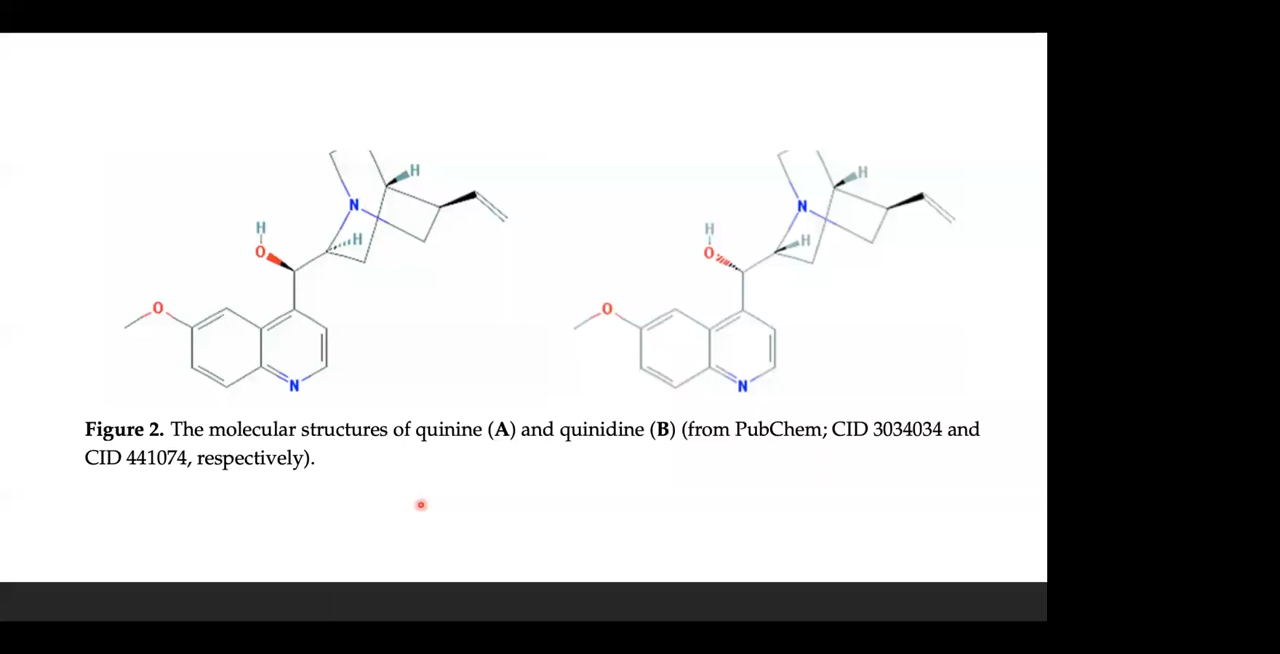 H
N
H
H
O
O
N
H
N
H
H
O
O
N
Figure 2. The molecular structures of quinine (A) and quinidine (B) (from PubChem; CID 3034034 and
CID 441074, respectively).